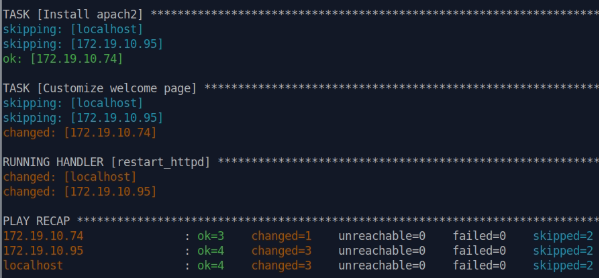 TASK [Install apach2] ************************************************************
skipping: [localhost]
skipping: [172.19.10.95]
ok: [172.19.10.74]
TASK [Customize welcome page] ****************************************************
skipping: [localhost]
skipping: [172.19.10.95]
changed: [172.19.10.74]
RUNNING HANDLER [restart_httpd] **************************************************
changed: [localhost]
changed: [172.19.10.95]
PLAY RECAP ***********************************************************************
172.19.10.74 : ok=3 changed=1 unreachable=0 failed=0 skipped=2
172.19.10.95 : ok=4 changed=3 unreachable=0 failed=0 skipped=2
localhost : ok=4 changed=3 unreachable=0 failed=0 skipped=2